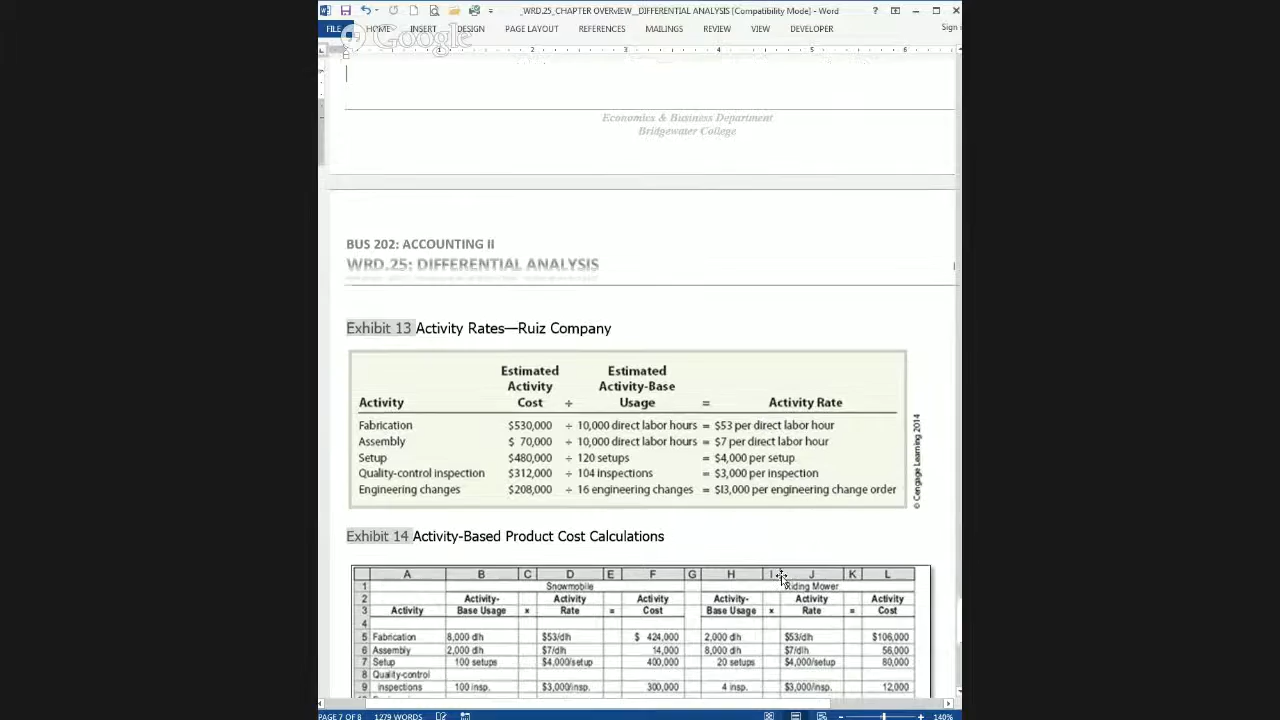 _WRD.25_CHAPTER OVERVIEW__DIFFERENTIAL ANALYSIS [Compatibility Mode] - Word
FILE HOME INSERT DESIGN PAGE LAYOUT REFERENCES MAILINGS REVIEW VIEW DEVELOPER Sign
Google
1 2 3 4 5 6
Economics & Business Department
Bridgewater College
BUS 202: ACCOUNTING II
WRD.25: DIFFERENTIAL ANALYSIS
Exhibit 13 Activity Rates—Ruiz Company
Estimated Estimated
Activity Activity-Base
Activity Cost ÷ Usage = Activity Rate
Fabrication $530,000 ÷ 10,000 direct labor hours = $53 per direct labor hour
Assembly $ 70,000 ÷ 10,000 direct labor hours = $7 per direct labor hour
Setup $480,000 ÷ 120 setups = $4,000 per setup
Quality-control inspection $312,000 ÷ 104 inspections = $3,000 per inspection
Engineering changes $208,000 ÷ 16 engineering changes = $13,000 per engineering change order
© Cengage Learning 2014
Exhibit 14 Activity-Based Product Cost Calculations
A B C D E F G H I J K L
1 Snowmobile Riding Mower
2 Activity- Activity Activity Activity- Activity Activity
3 Activity Base Usage x Rate = Cost Base Usage x Rate = Cost
4
5 Fabrication 8,000 dlh $53/dlh $ 424,000 2,000 dlh $53/dlh $106,000
6 Assembly 2,000 dlh $7/dlh 14,000 8,000 dlh $7/dlh 56,000
7 Setup 100 setups $4,000/setup 400,000 20 setups $4,000/setup 80,000
8 Quality-control
9 inspections 100 insp. $3,000/insp. 300,000 4 insp. $3,000/insp. 12,000
PAGE 7 OF 8 1279 WORDS 140%